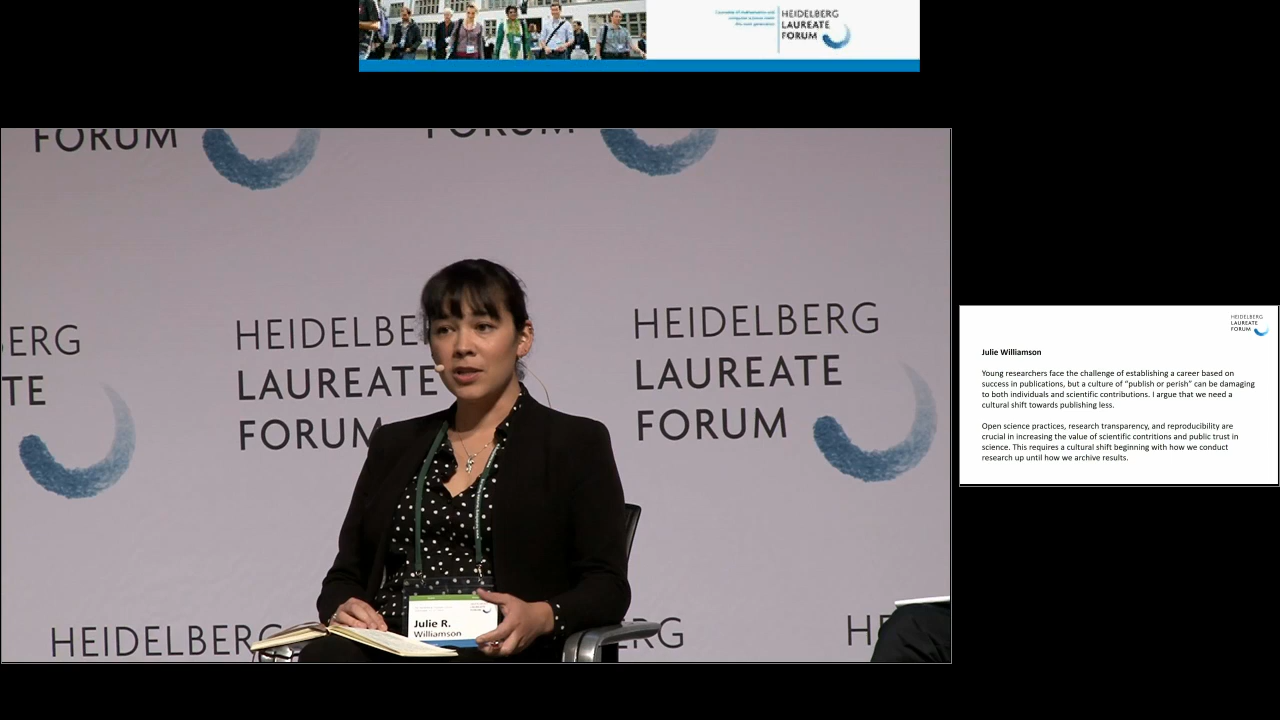 HEIDELBERG
LAUREATE
FORUM
FORUM
FORUM
ERG
TE
HEIDELBE
LAUREATE
FORUM
HEIDELBERG
LAUREATE
FORUM
HEIDELBERG
ERG
HE
Julie R.
Williamson
HEIDELBERG
LAUREATE
FORUM
Julie Williamson
Young researchers face the challenge of establishing a career based on
success in publications, but a culture of “publish or perish” can be damaging
to both individuals and scientific contributions. I argue that we need a
cultural shift towards publishing less.
Open science practices, research transparency, and reproducibility are
crucial in increasing the value of scientific contritions and public trust in
science. This requires a cultural shift beginning with how we conduct
research up until how we archive results.